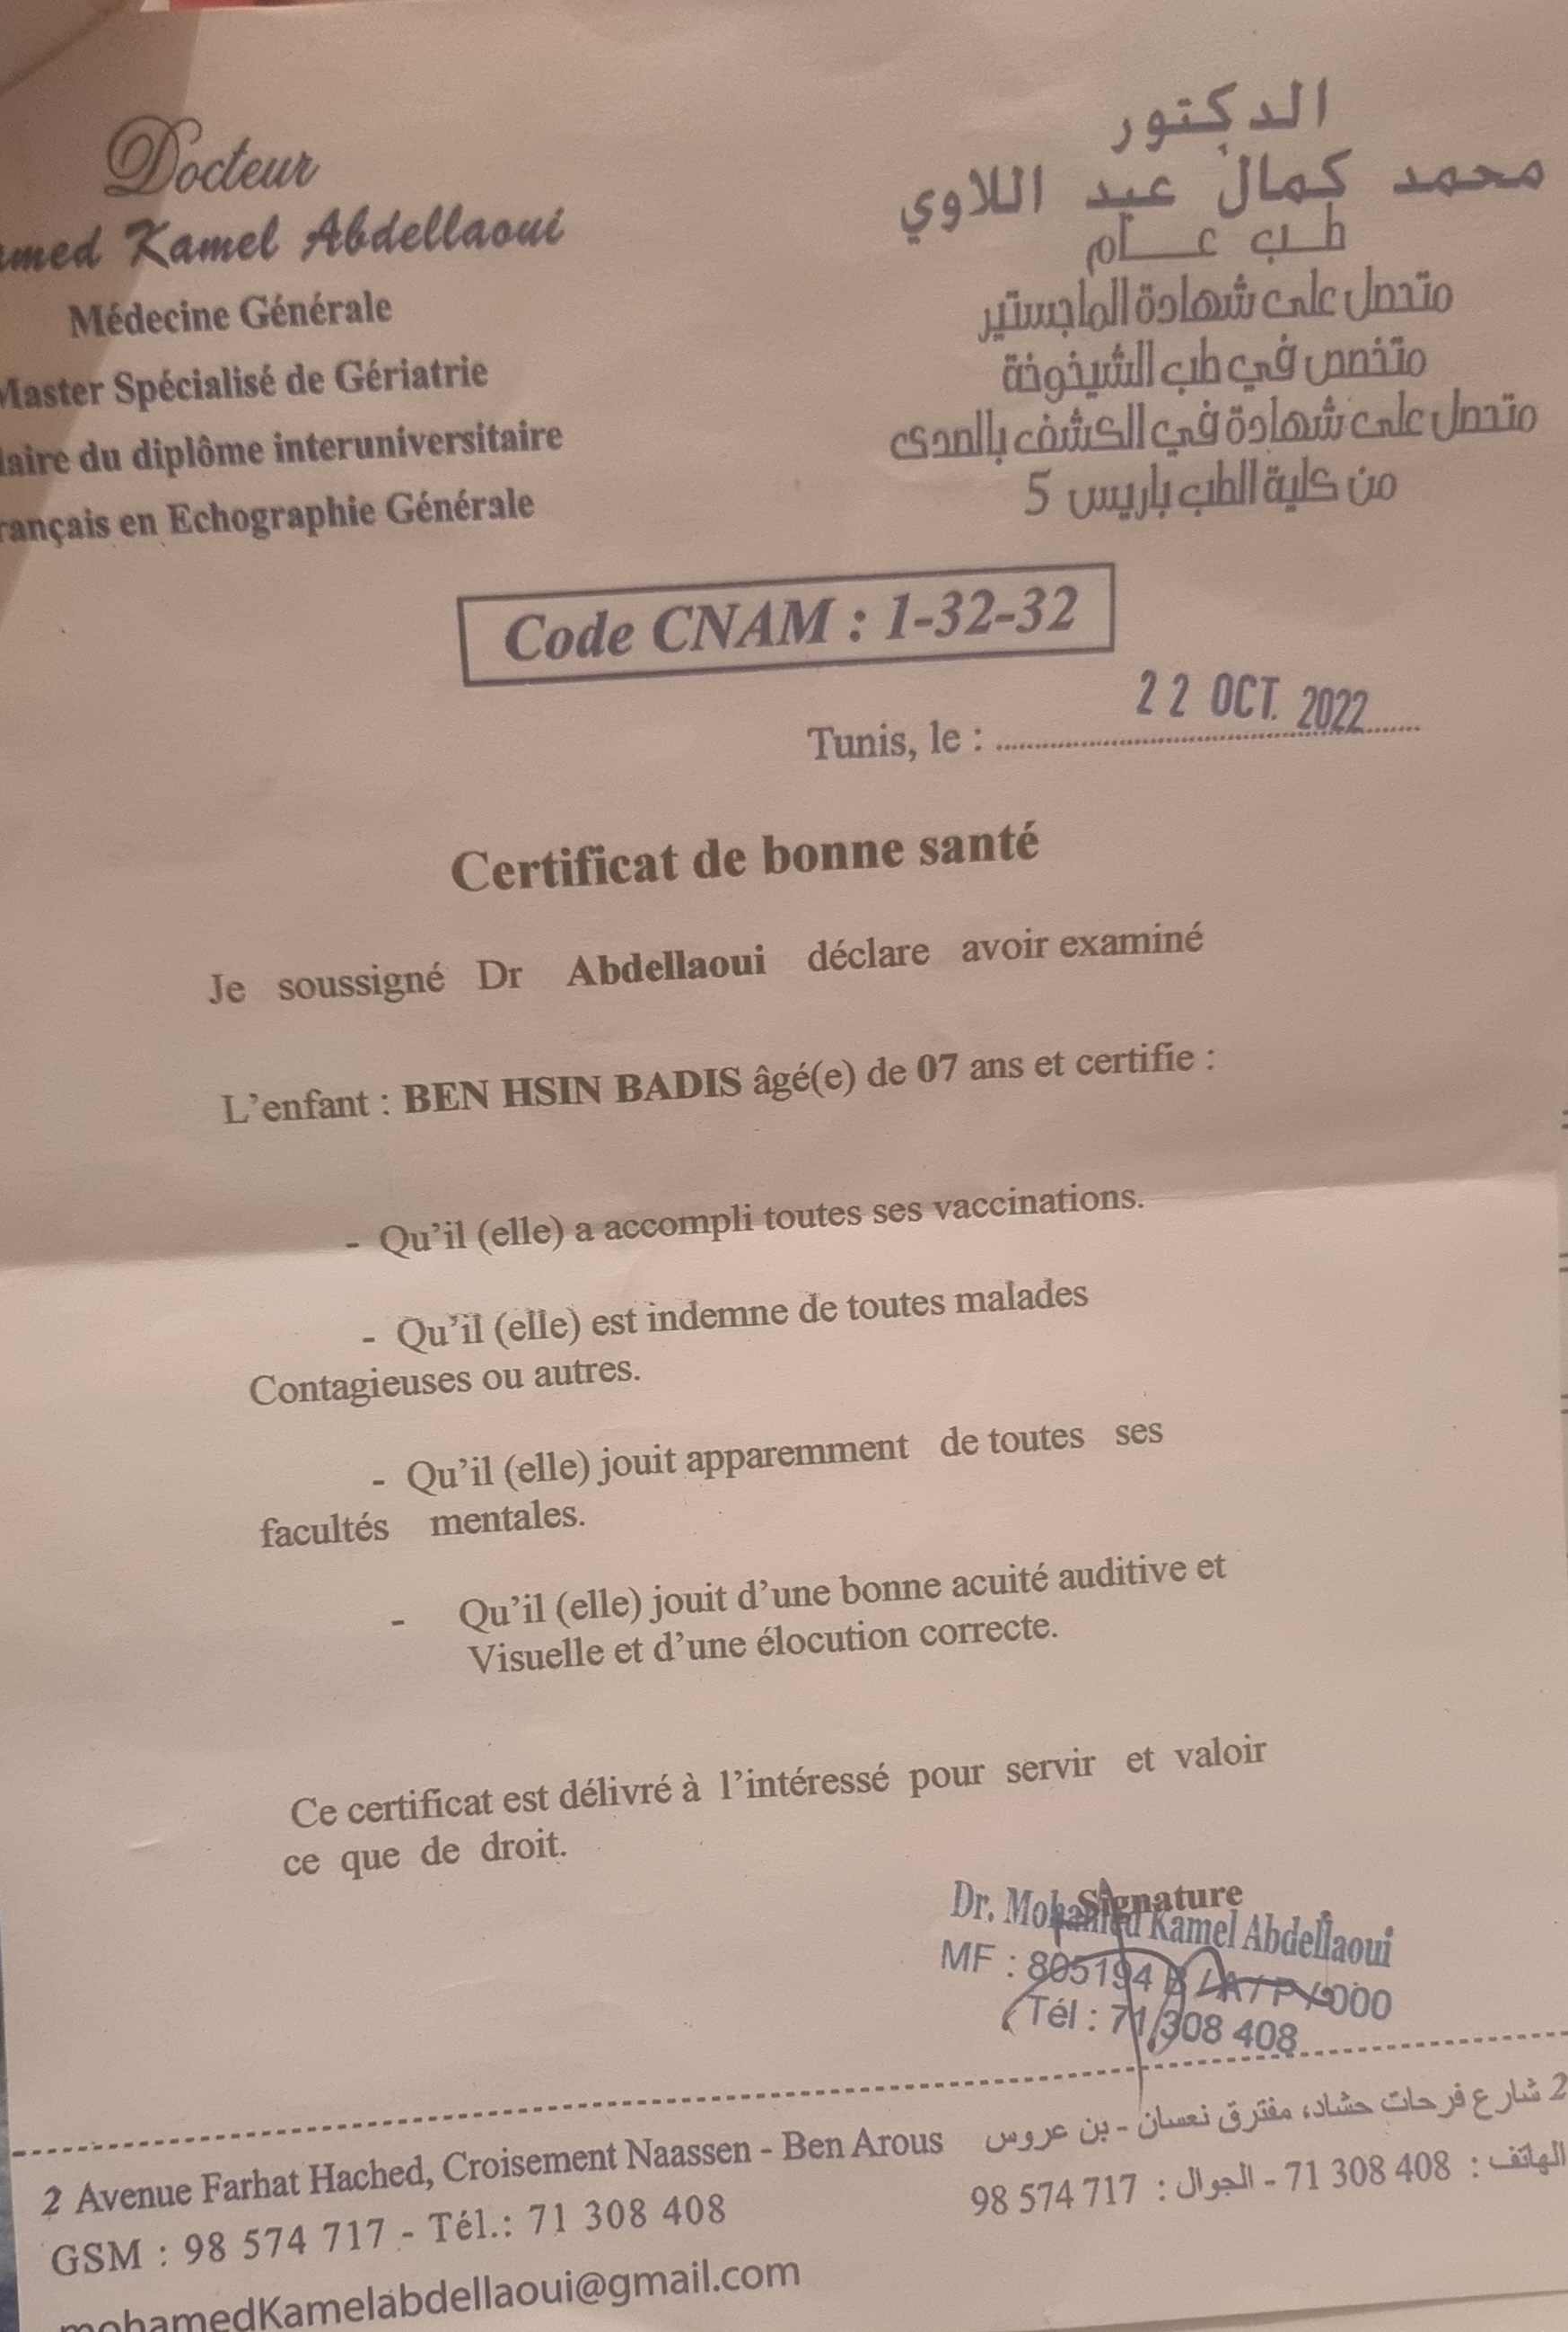 Docteur
Kamel Abdellaoui
Médecine Générale
Master Spécialisé de Gériatrie
du diplôme interuniversitaire
en Echographie Générale
الدكتور
محمد كمال عبد اللاوي
طب عام
متحصل على شهادة الماجستير
متخصص في طب الشيخوخة
متحصل على شهادة في الكشف بالصدى
من كلية الطب باريس 5
Code CNAM : 1-32-32
Tunis, le : 22 OCT. 2022
Certificat de bonne santé
Je soussigné Dr Abdellaoui déclare avoir examiné
L'enfant : BEN HSIN BADIS âgé(e) de 07 ans et certifie :
- Qu'il (elle) a accompli toutes ses vaccinations.
- Qu'il (elle) est indemne de toutes malades
Contagieuses ou autres.
- Qu'il (elle) jouit apparemment de toutes ses
facultés mentales.
- Qu'il (elle) jouit d'une bonne acuité auditive et
Visuelle et d'une élocution correcte.
Ce certificat est délivré à l'intéressé pour servir et valoir
ce que de droit.
Signature
Dr. Mohamed Kamel Abdellaoui
MF : 805194 B / A / P / 000
Tél : 71 308 408
2 Avenue Farhat Hached, Croisement Naassen - Ben Arous
2 شارع فرحات حشاد، مفترق نعسان - بن عروس
GSM : 98 574 717 - Tél.: 71 308 408
الهاتف : 408 308 71 - الجوال : 717 574 98
mohamedKamelabdellaoui@gmail.com